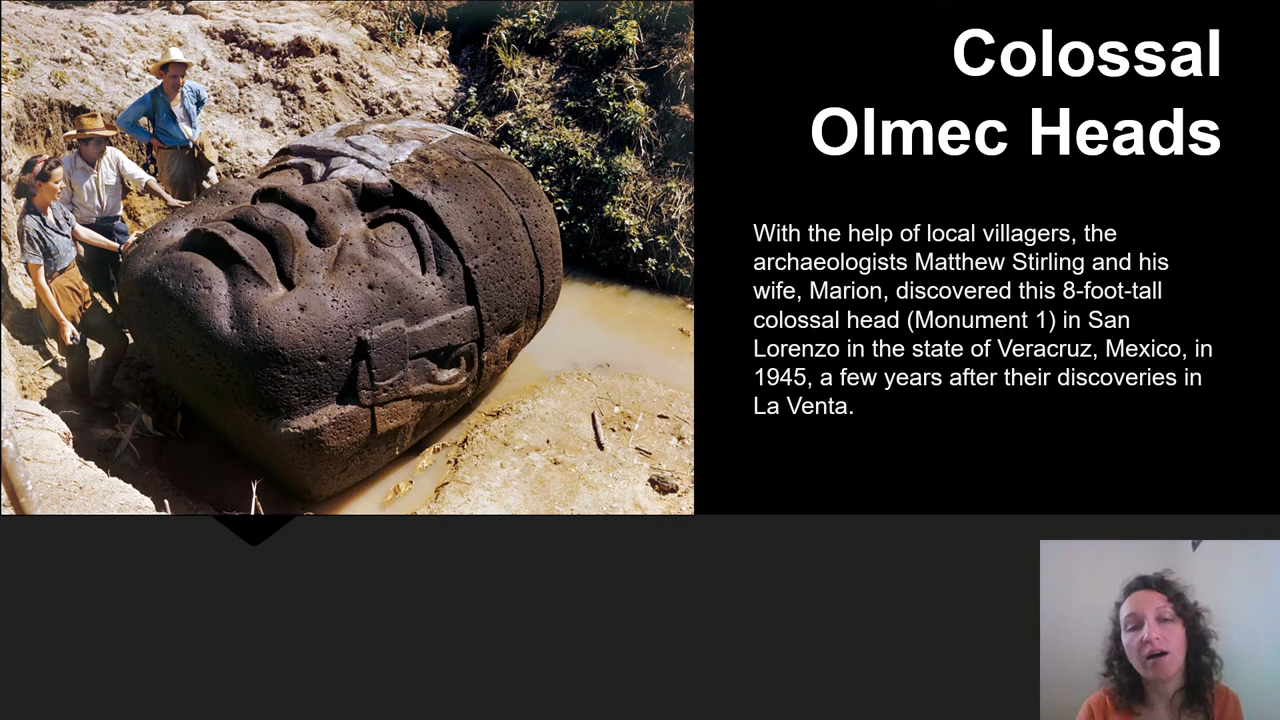 Colossal
Olmec Heads
With the help of local villagers, the
archaeologists Matthew Stirling and his
wife, Marion, discovered this 8-foot-tall
colossal head (Monument 1) in San
Lorenzo in the state of Veracruz, Mexico, in
1945, a few years after their discoveries in
La Venta.